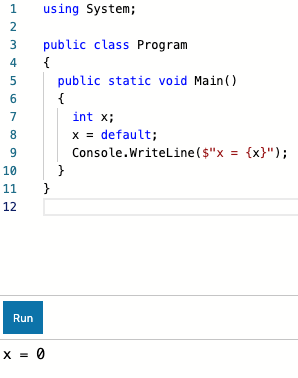 1 using System;
2
3 public class Program
4 {
5   public static void Main()
6   {
7     int x;
8     x = default;
9     Console.WriteLine($"x = {x}");
10   }
11 }
12
Run
x = 0